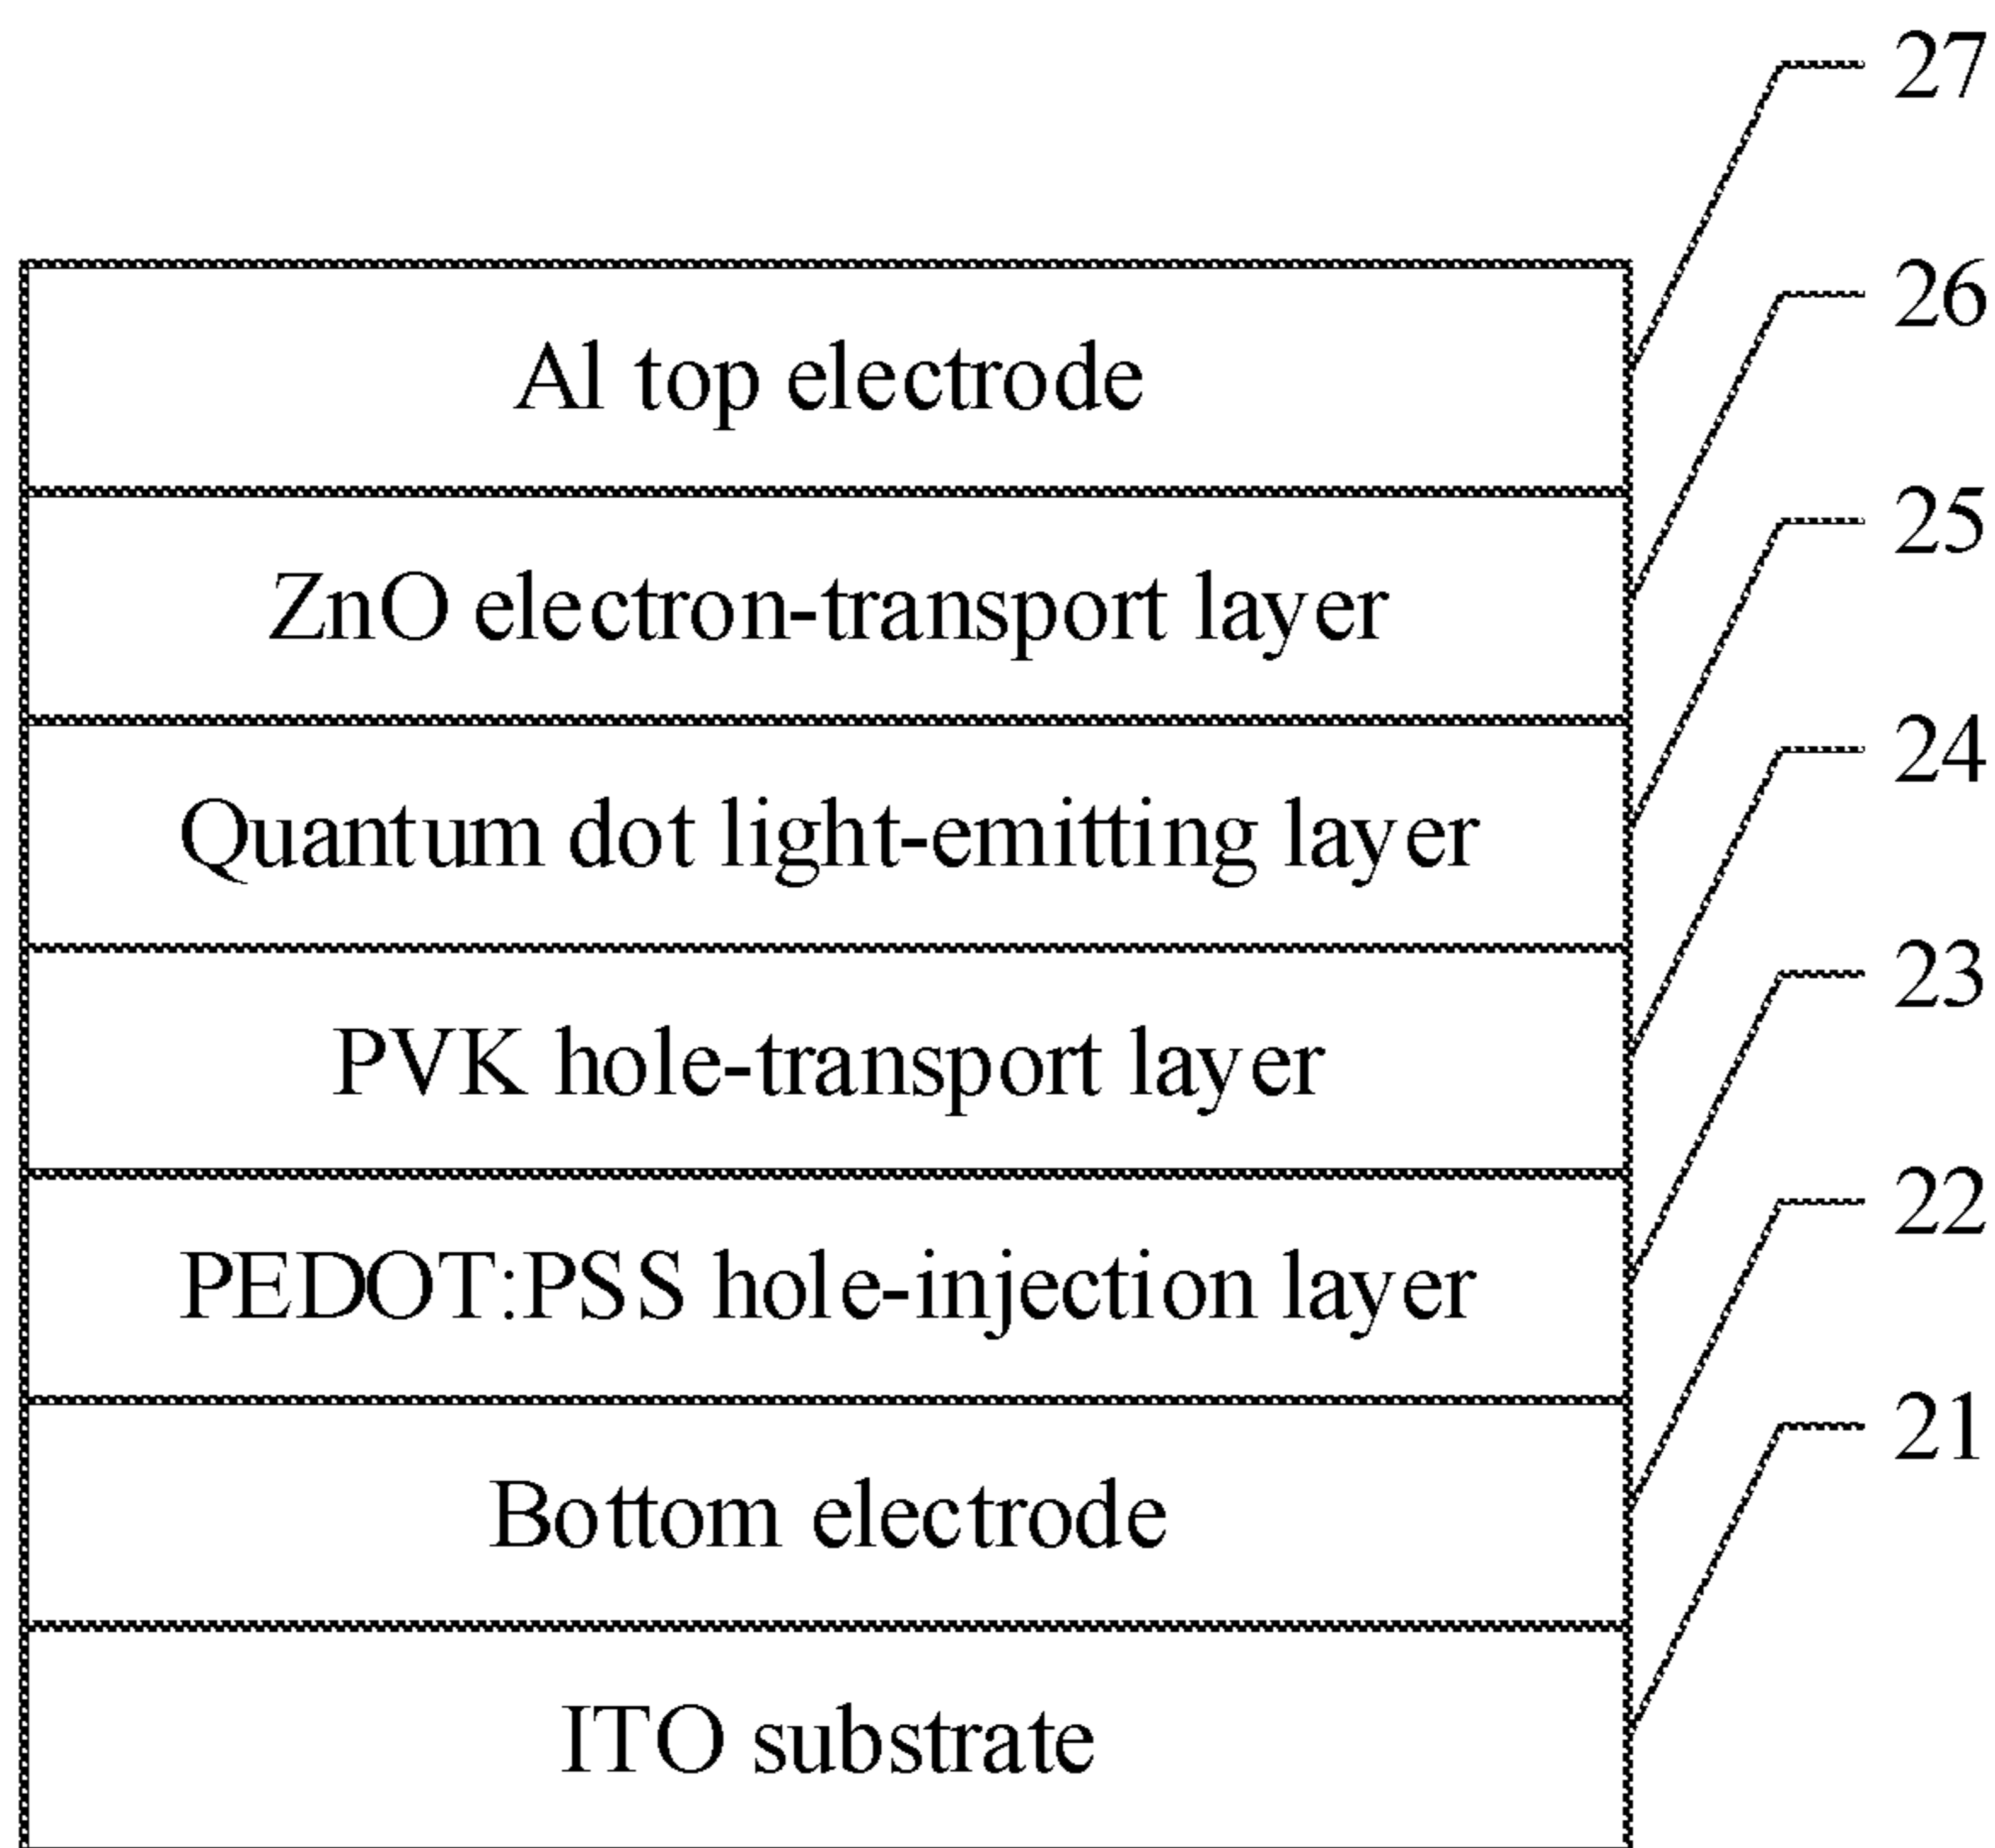 27
Al top electrode
26
ZnO electron-transport layer
25
Quantum dot light-emitting layer
24
PVK hole-transport layer
23
PEDOT:PSS hole-injection layer
22
Bottom electrode
21
ITO substrate